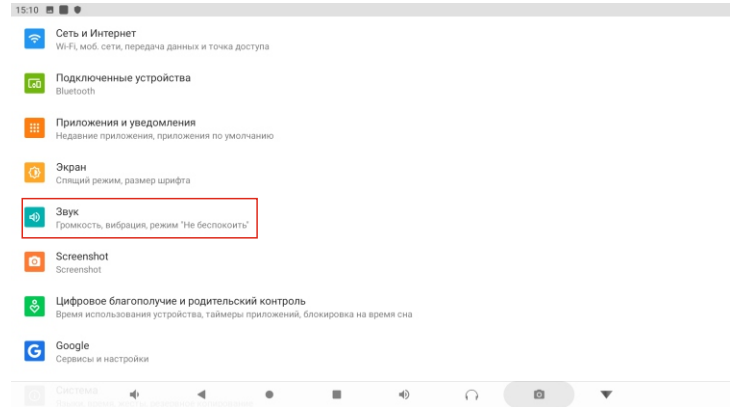 15:10
Сеть и Интернет
Wi-Fi, моб. сети, передача данных и точка доступа
Подключенные устройства
Bluetooth
Приложения и уведомления
Недавние приложения, приложения по умолчанию
Экран
Спящий режим, размер шрифта
Звук
Громкость, вибрация, режим "Не беспокоить"
Screenshot
Screenshot
Цифровое благополучие и родительский контроль
Время использования устройства, таймеры приложений, блокировка на время сна
Google
Сервисы и настройки
Система